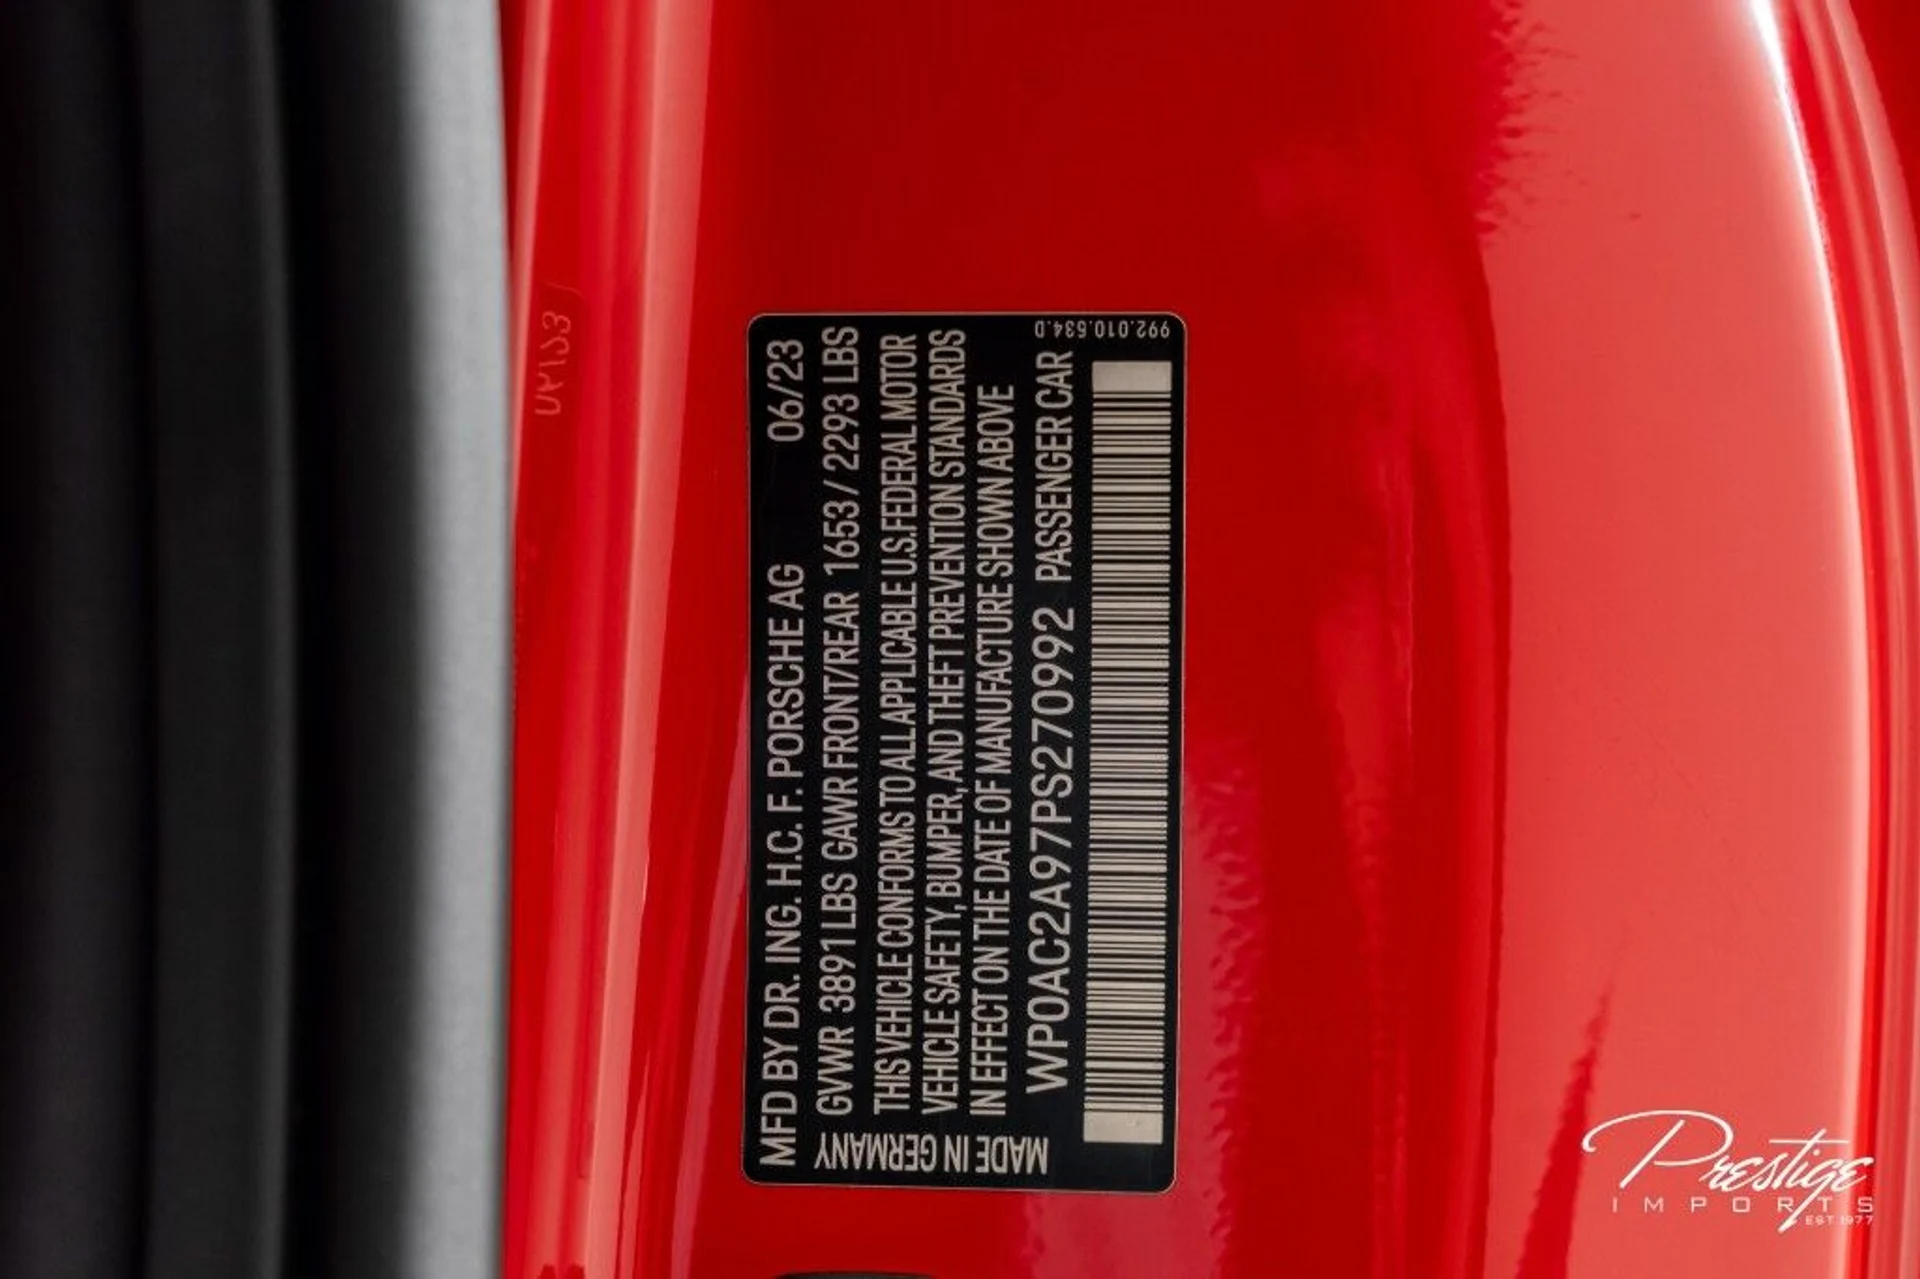 MFD BY DR. ING. H.C. F. PORSCHE AG 06/23
GVWR 3891 LBS GAWR FRONT/REAR 1653 / 2293 LBS
THIS VEHICLE CONFORMS TO ALL APPLICABLE U.S. FEDERAL MOTOR
VEHICLE SAFETY, BUMPER, AND THEFT PREVENTION STANDARDS
IN EFFECT ON THE DATE OF MANUFACTURE SHOWN ABOVE
WP0AC2A97PS270992 PASSENGER CAR
MADE IN GERMANY
992.010.534.D
Prestige
IMPORTS
EST. 1977